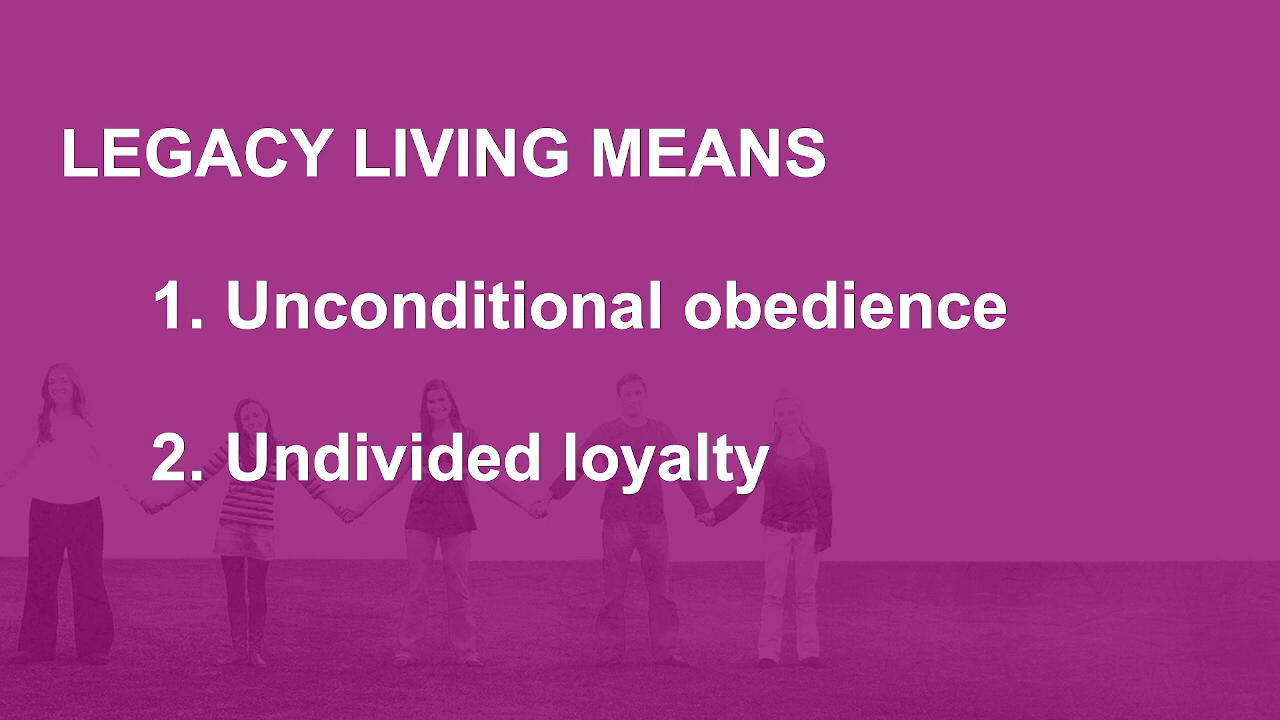 LEGACY LIVING MEANS
1. Unconditional obedience
2. Undivided loyalty